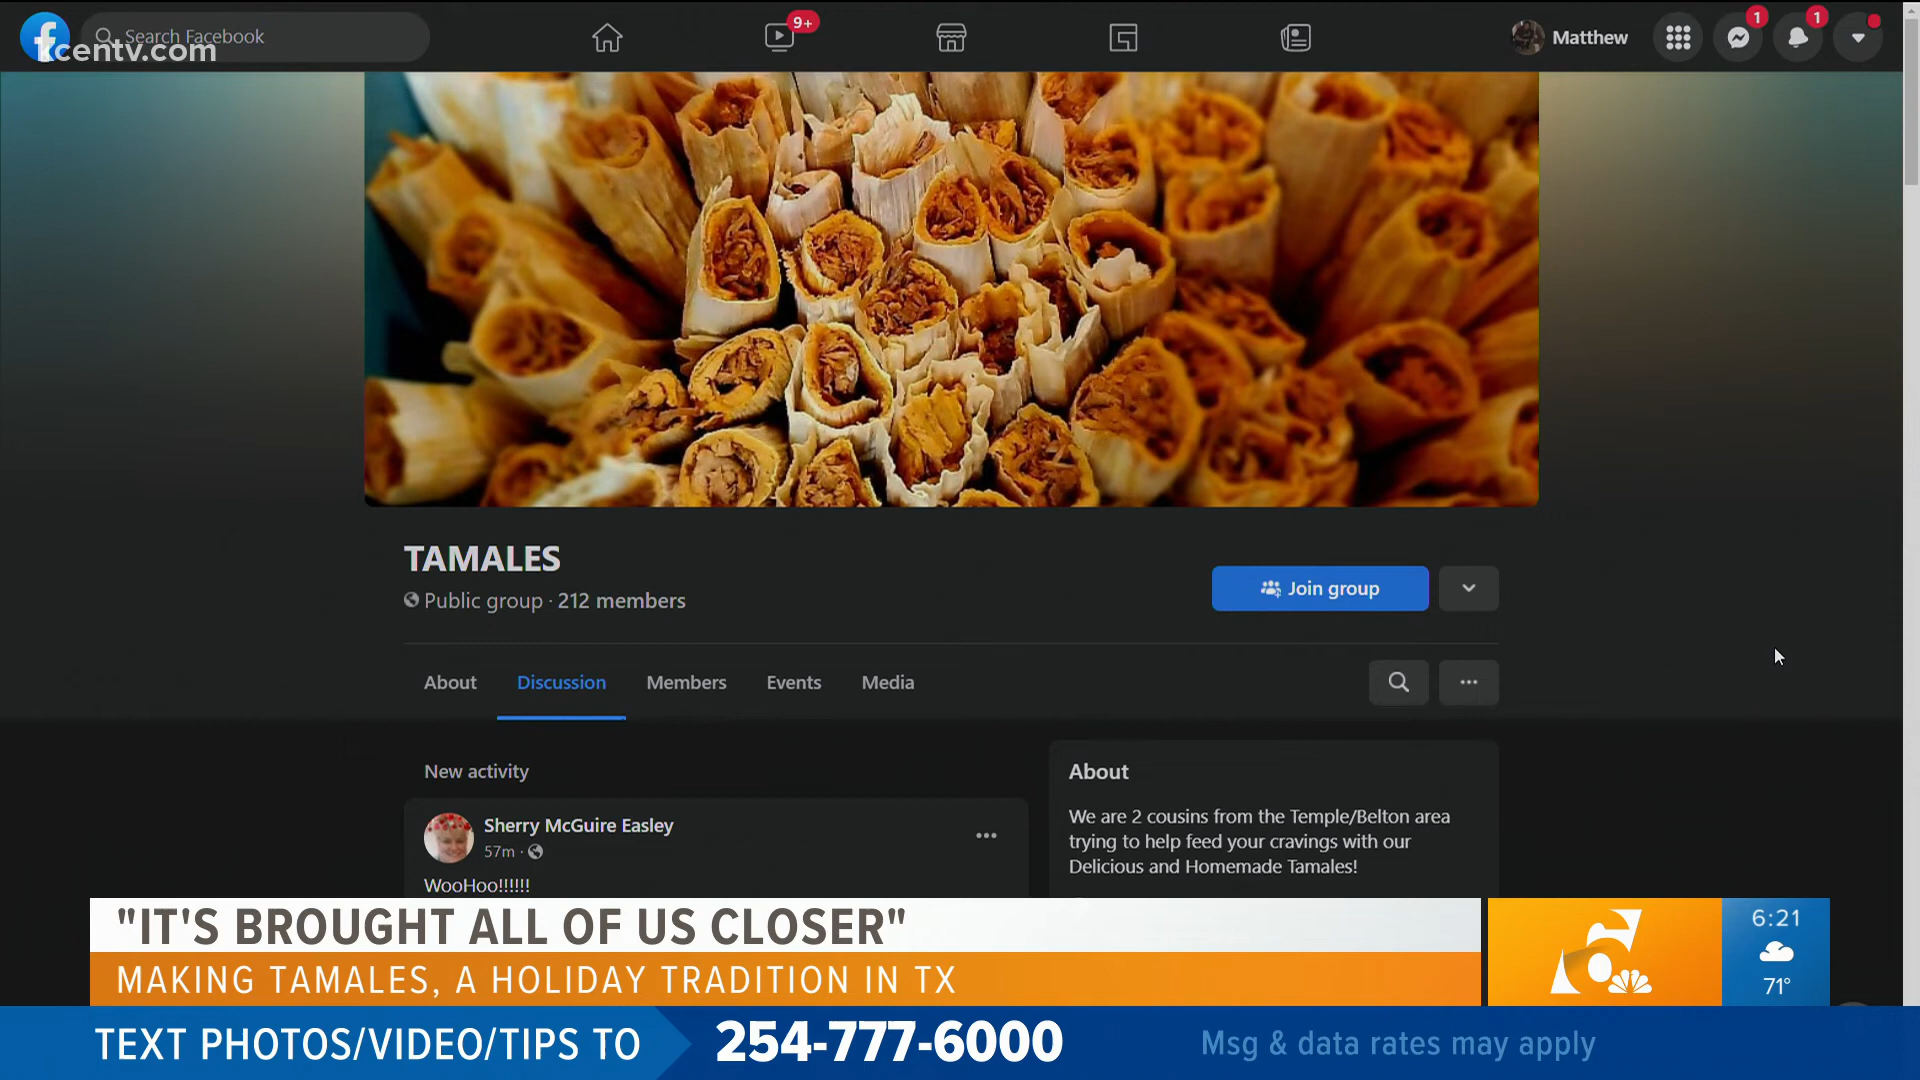 Search Facebook
kcentv.com
9+
Matthew
1
1
TAMALES
Public group · 212 members
Join group
About
Discussion
Members
Events
Media
New activity
Sherry McGuire Easley
57m ·
WooHoo!!!!!!
About
We are 2 cousins from the Temple/Belton area
trying to help feed your cravings with our
Delicious and Homemade Tamales!
"IT'S BROUGHT ALL OF US CLOSER"
MAKING TAMALES, A HOLIDAY TRADITION IN TX
6:21
71°
TEXT PHOTOS/VIDEO/TIPS TO
254-777-6000
Msg & data rates may apply